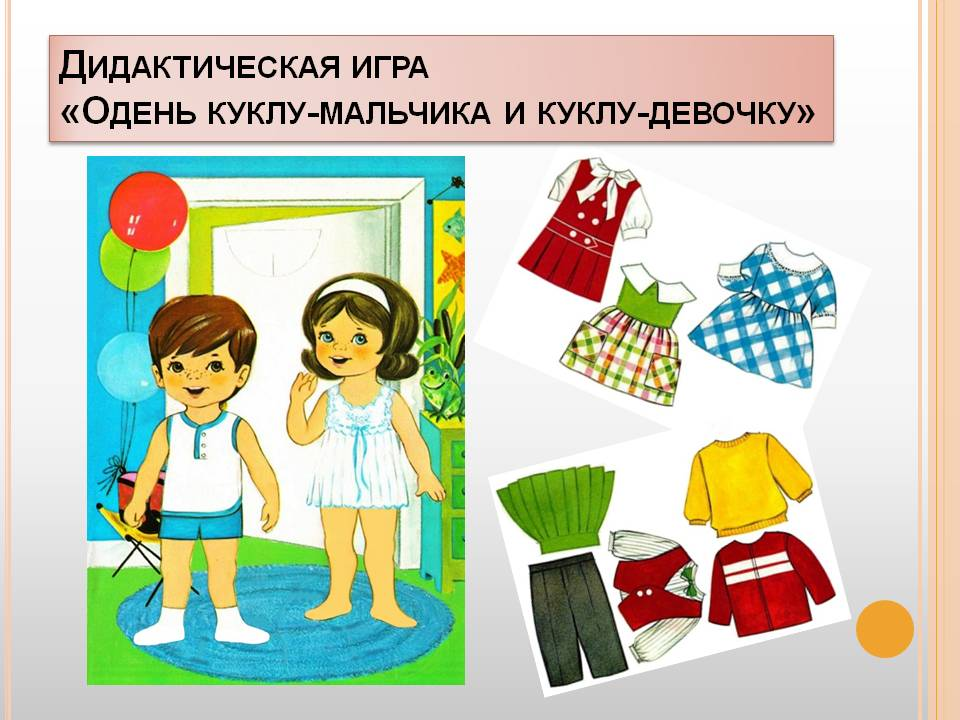 Дидактическая игра
«Одень куклу-мальчика и куклу-девочку»